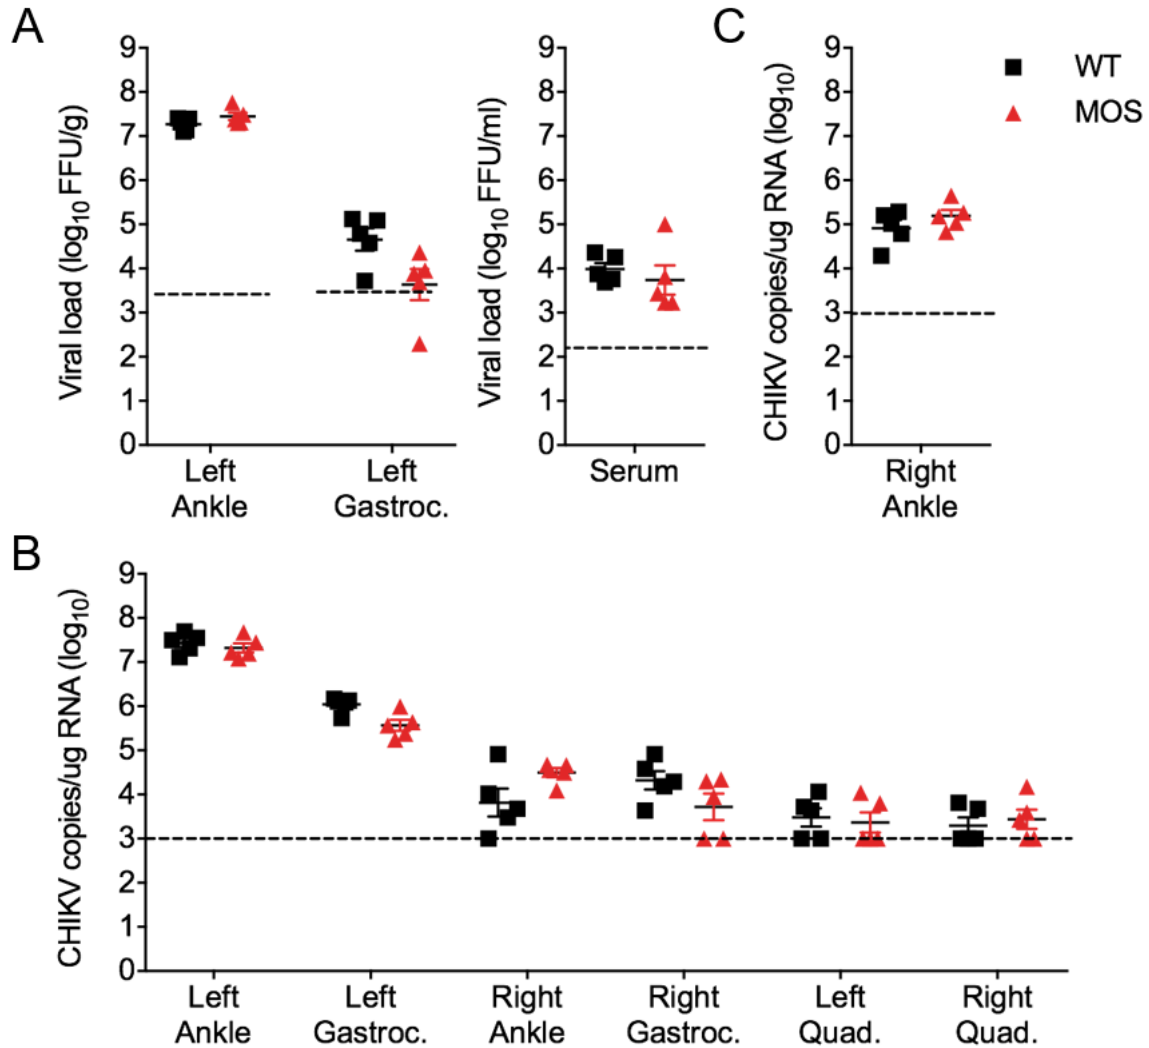 A
Viral load (log10 FFU/g)
9
8
7
6
5
4
3
2
1
0
Left
Ankle
Left
Gastroc.
Viral load (log10 FFU/ml)
9
8
7
6
5
4
3
2
1
0
Serum
C
CHIKV copies/ug RNA (log10)
9
8
7
6
5
4
3
2
1
0
Right
Ankle
WT
MOS
B
CHIKV copies/ug RNA (log10)
9
8
7
6
5
4
3
2
1
0
Left
Ankle
Left
Gastroc.
Right
Ankle
Right
Gastroc.
Left
Quad.
Right
Quad.